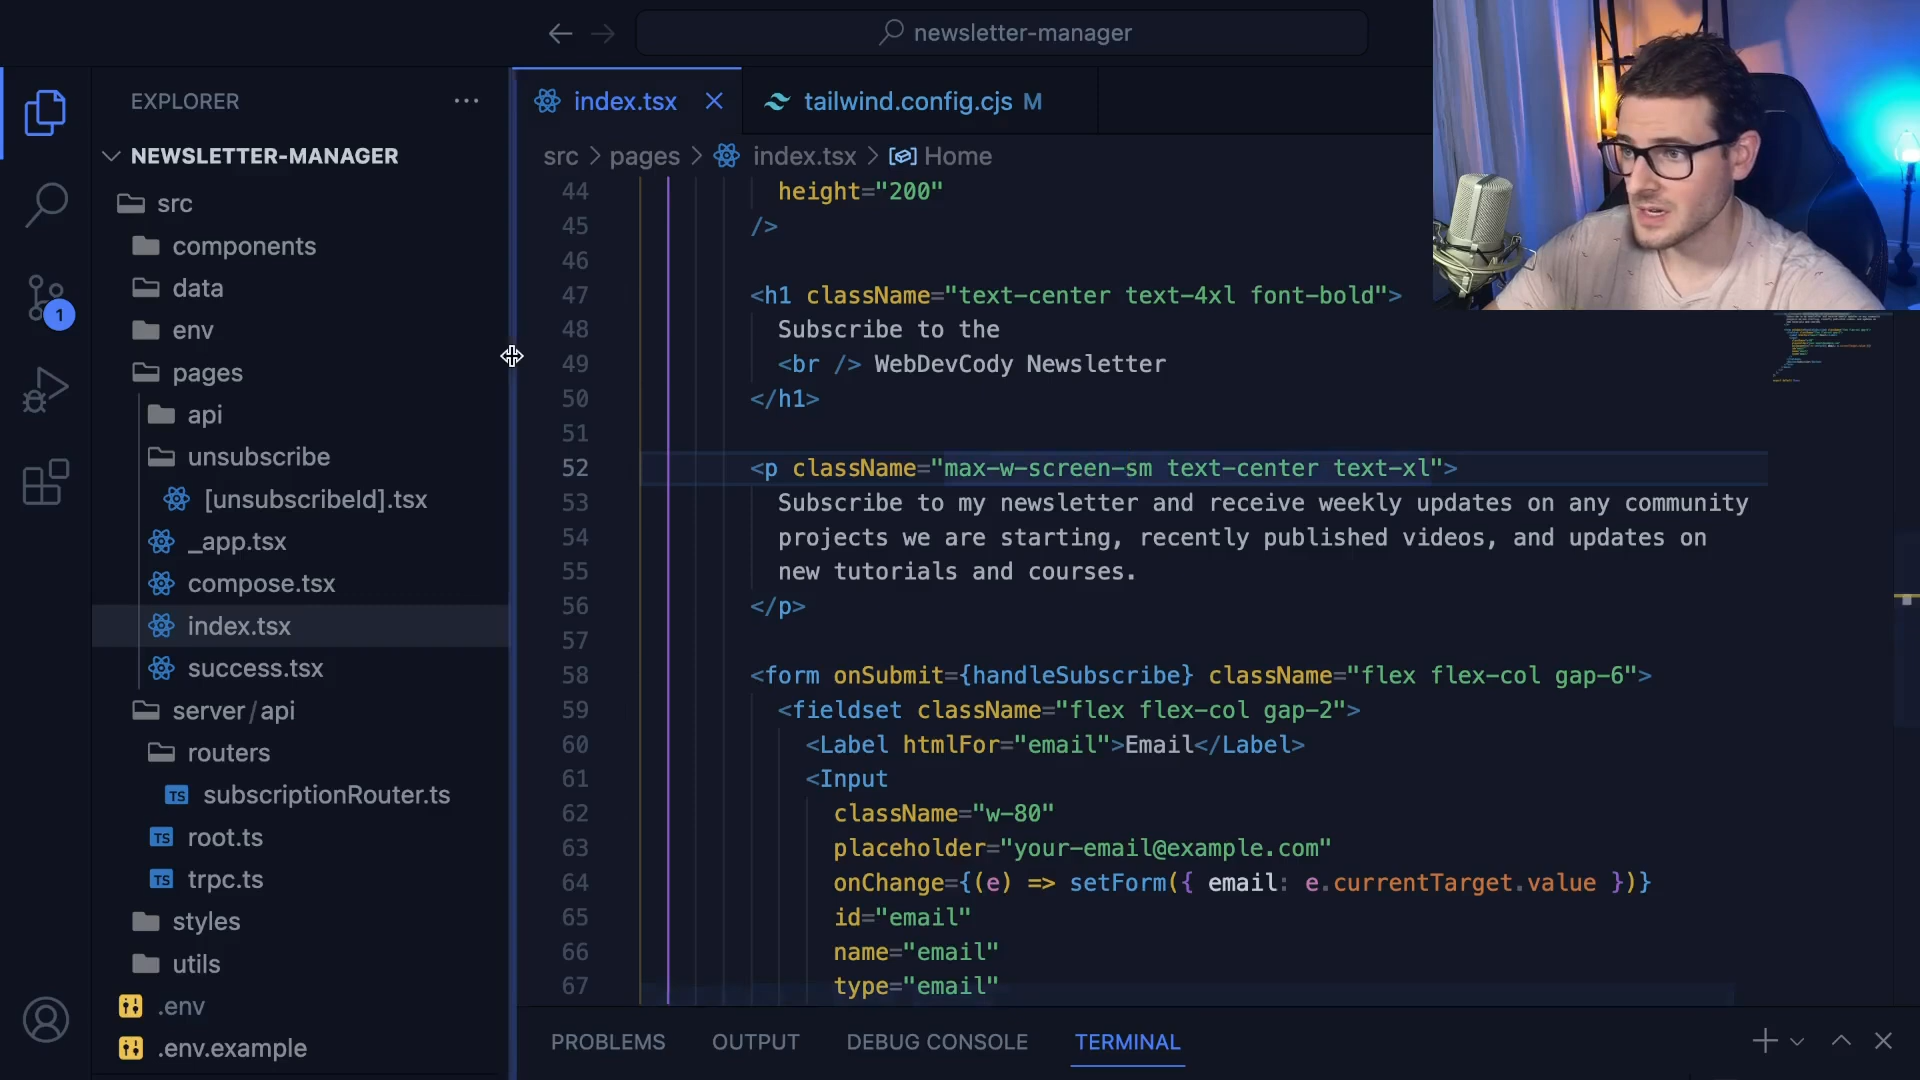 newsletter-manager
EXPLORER
NEWSLETTER-MANAGER
src
components
data
env
pages
api
unsubscribe
[unsubscribeId].tsx
_app.tsx
compose.tsx
index.tsx
success.tsx
server/api
routers
TS subscriptionRouter.ts
TS root.ts
TS trpc.ts
styles
utils
.env
.env.example
1
index.tsx
tailwind.config.cjs M
src > pages > index.tsx > Home
44 height="200"
45 />
46
47 <h1 className="text-center text-4xl font-bold">
48 Subscribe to the
49 <br /> WebDevCody Newsletter
50 </h1>
51
52 <p className="max-w-screen-sm text-center text-xl">
53 Subscribe to my newsletter and receive weekly updates on any community
54 projects we are starting, recently published videos, and updates on
55 new tutorials and courses.
56 </p>
57
58 <form onSubmit={handleSubscribe} className="flex flex-col gap-6">
59 <fieldset className="flex flex-col gap-2">
60 <Label htmlFor="email">Email</Label>
61 <Input
62 className="w-80"
63 placeholder="your-email@example.com"
64 onChange={(e) => setForm({ email: e.currentTarget.value })}
65 id="email"
66 name="email"
67 type="email"
PROBLEMS OUTPUT DEBUG CONSOLE TERMINAL